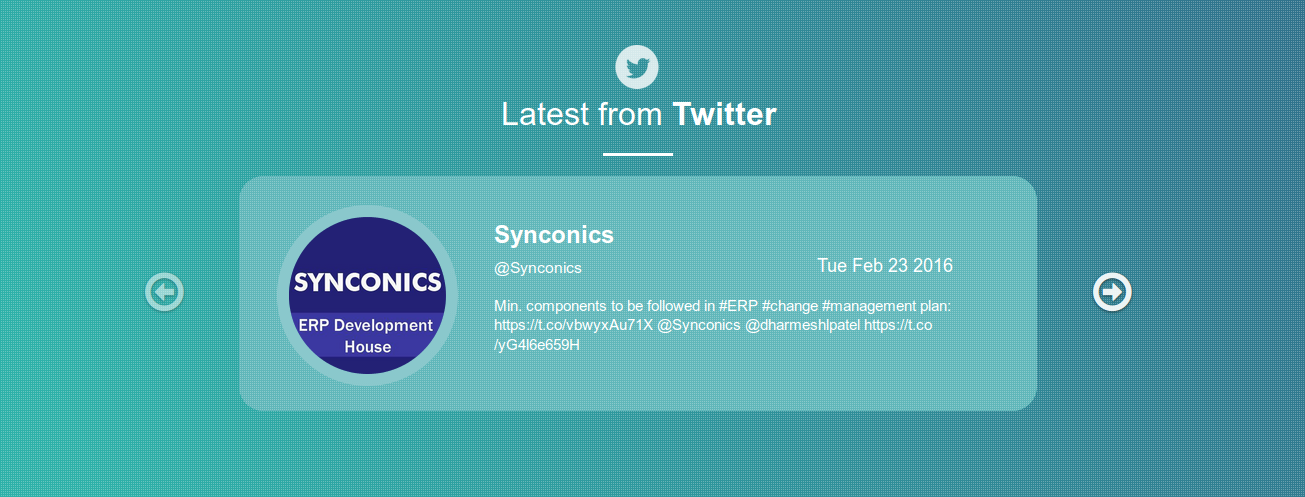 Latest from Twitter
SYNCONICS
ERP Development
House
Synconics
@Synconics
Tue Feb 23 2016
Min. components to be followed in #ERP #change #management plan:
https://t.co/vbwyxAu71X @Synconics @dharmeshlpatel https://t.co
/yG4l6e659H